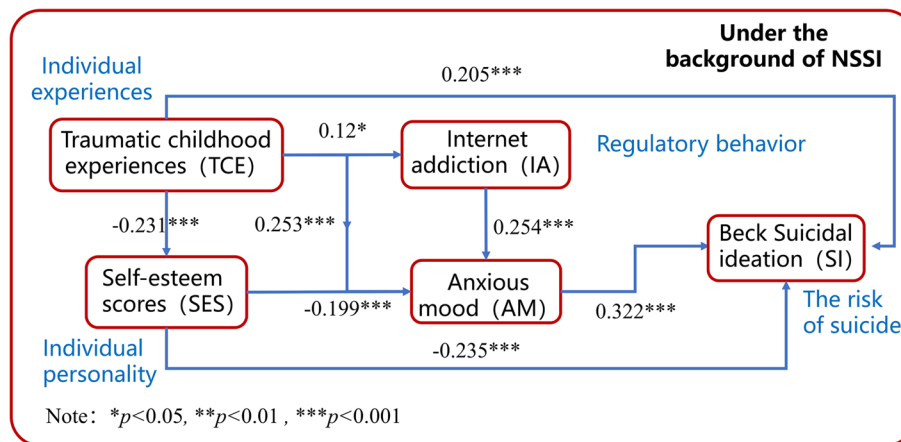 Under the
background of NSSI
Individual
experiences
0.205***
Traumatic childhood
experiences（TCE）
0.12*
Internet
addiction（IA）
Regulatory behavior
-0.231***
0.253***
0.254***
Beck Suicidal
ideation（SI）
Self-esteem
scores（SES）
-0.199***
Anxious
mood（AM）
0.322***
The risk
of suicide
Individual
personality
-0.235***
Note：*p<0.05, **p<0.01 , ***p<0.001